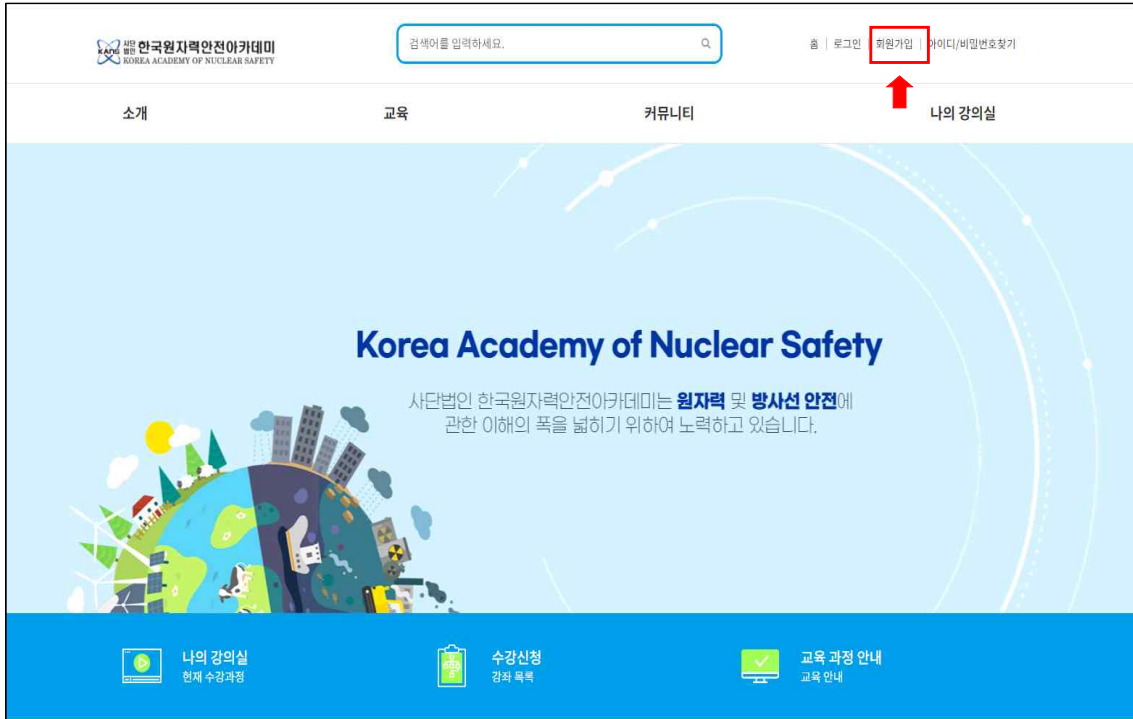 KANS 사단법인 한국원자력안전아카데미
KOREA ACADEMY OF NUCLEAR SAFETY
검색어를 입력하세요.
홈 | 로그인 | 회원가입 | 아이디/비밀번호찾기
소개 교육 커뮤니티 나의 강의실
Korea Academy of Nuclear Safety
사단법인 한국원자력안전아카데미는 원자력 및 방사선 안전에
관한 이해의 폭을 넓히기 위하여 노력하고 있습니다.
나의 강의실
현재 수강과정
수강신청
강좌 목록
교육 과정 안내
교육 안내